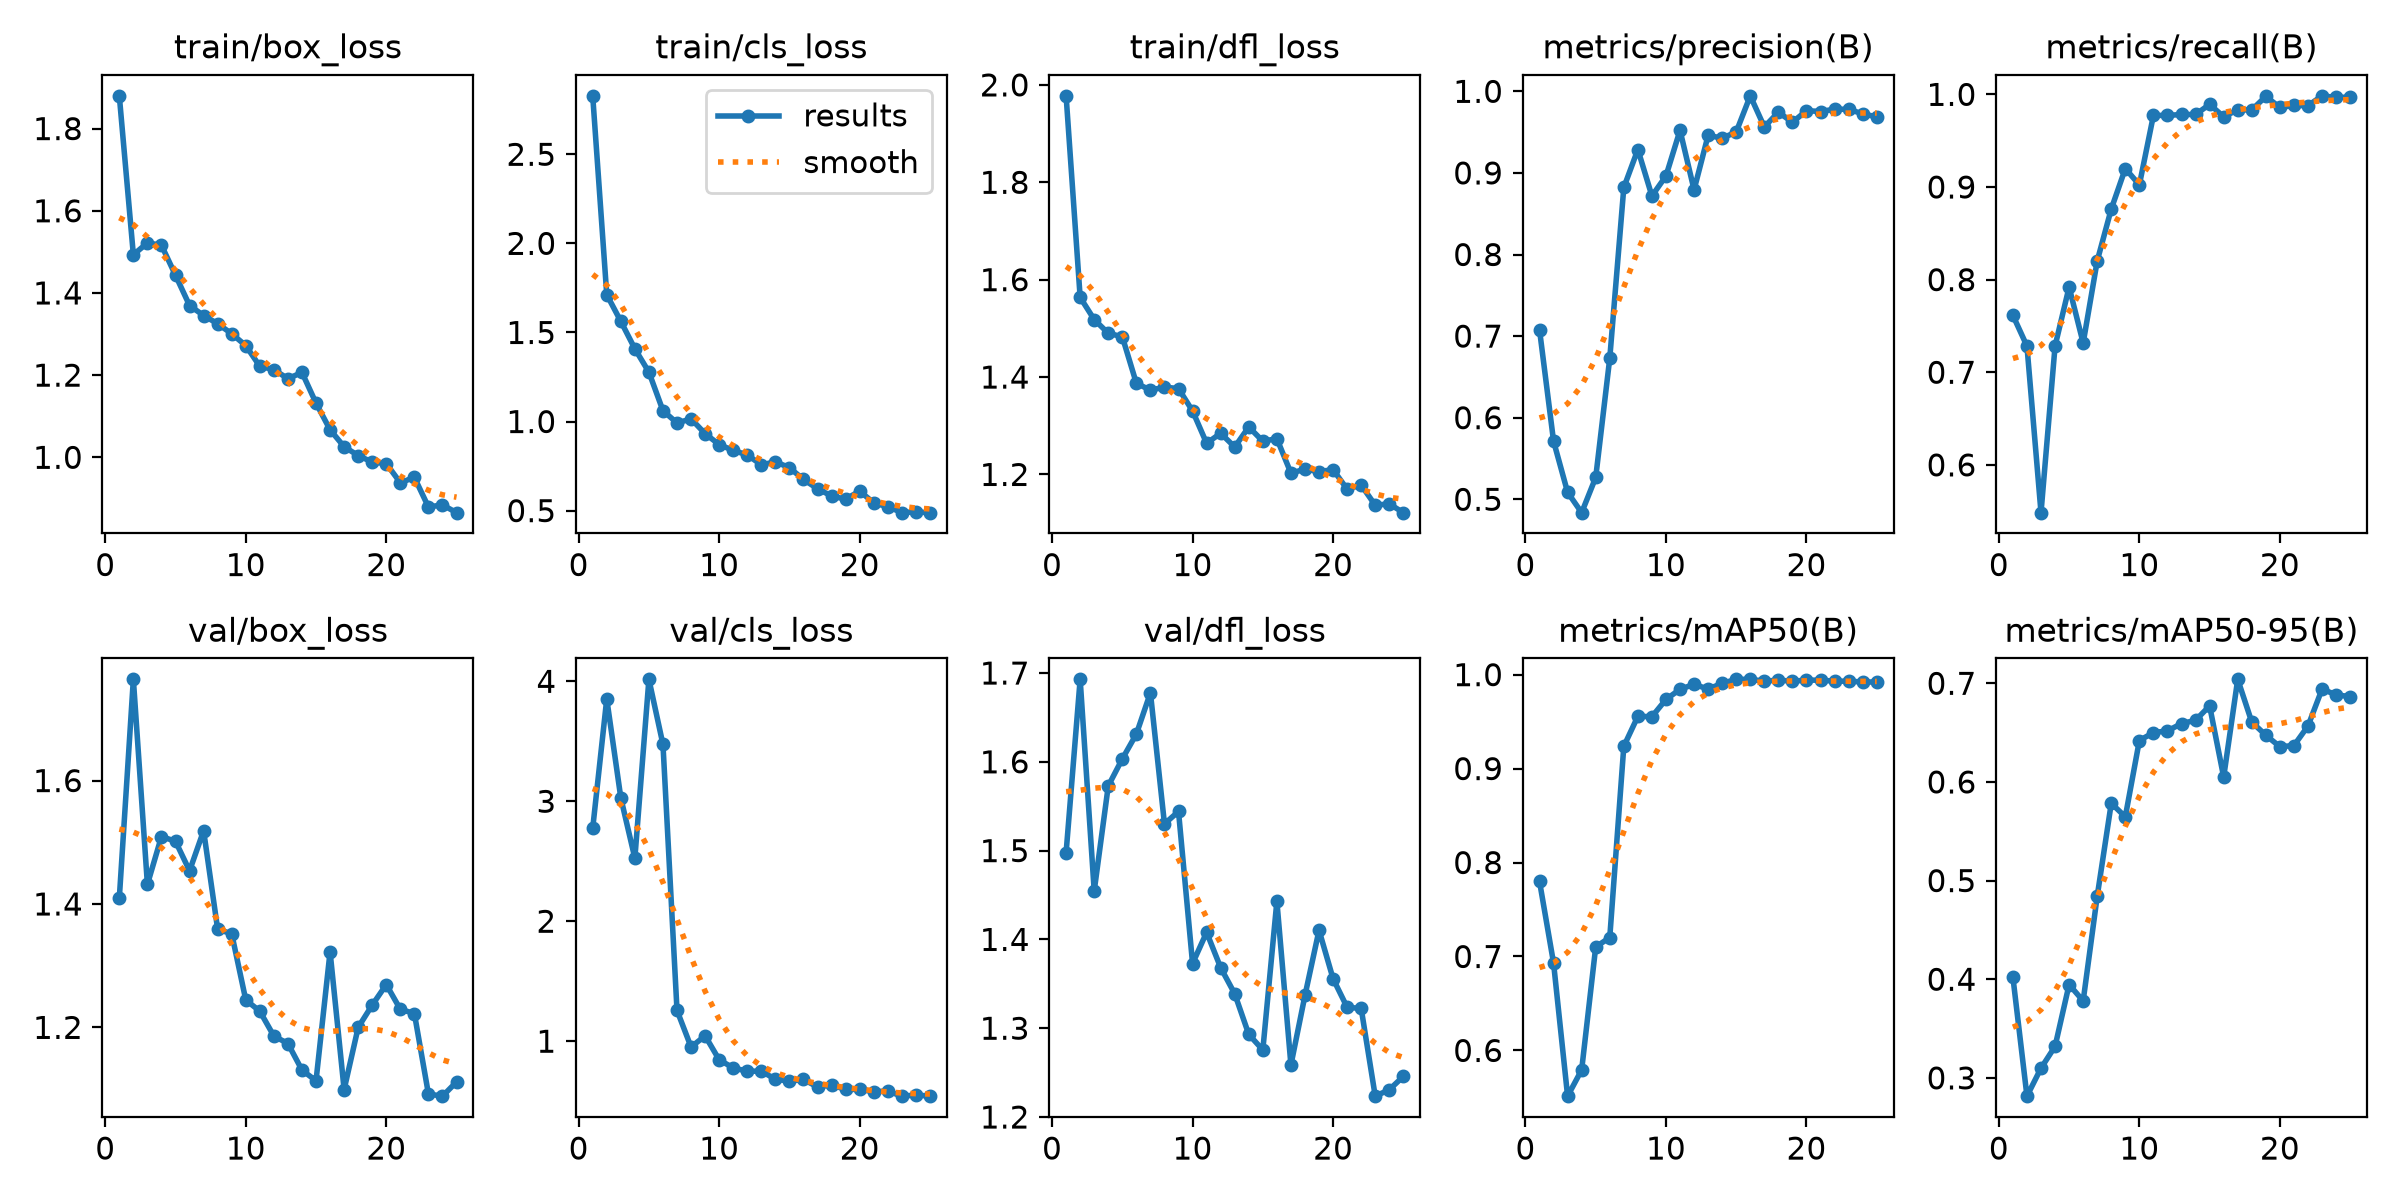 train/box_loss
1.8
1.6
1.4
1.2
1.0
0 10 20
train/cls_loss
results
smooth
2.5
2.0
1.5
1.0
0.5
0 10 20
train/dfl_loss
2.0
1.8
1.6
1.4
1.2
0 10 20
metrics/precision(B)
1.0
0.9
0.8
0.7
0.6
0.5
0 10 20
metrics/recall(B)
1.0
0.9
0.8
0.7
0.6
0 10 20
val/box_loss
1.6
1.4
1.2
0 10 20
val/cls_loss
4
3
2
1
0 10 20
val/dfl_loss
1.7
1.6
1.5
1.4
1.3
1.2
0 10 20
metrics/mAP50(B)
1.0
0.9
0.8
0.7
0.6
0 10 20
metrics/mAP50-95(B)
0.7
0.6
0.5
0.4
0.3
0 10 20